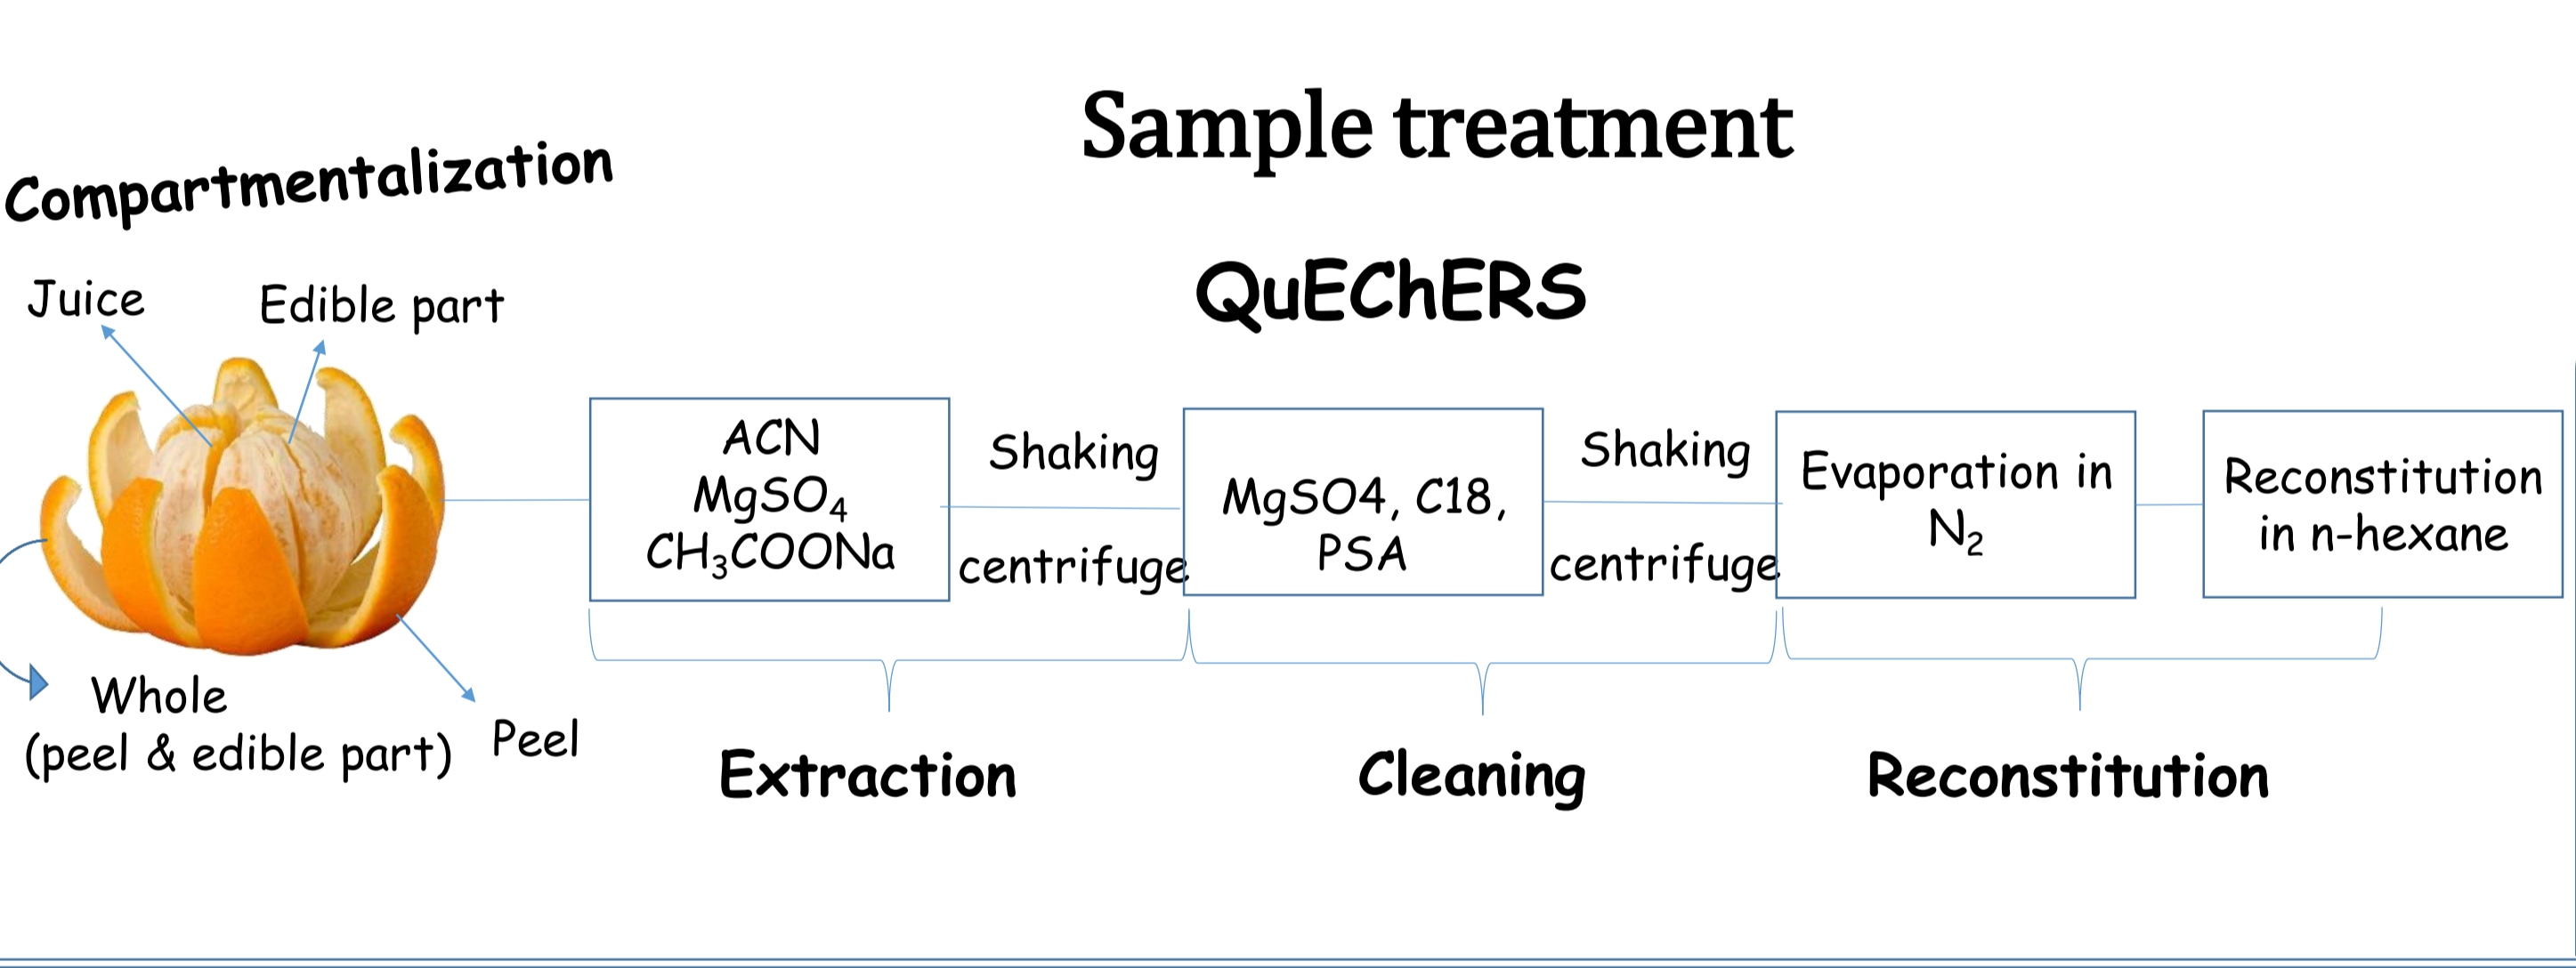 Sample treatment
Compartmentalization
QuEChERS
Juice
Edible part
Whole
(peel & edible part)
Peel
ACN
MgSO₄
CH₃COONa
Shaking
centrifuge
MgSO4, C18,
PSA
Shaking
centrifuge
Evaporation in
N₂
Reconstitution
in n-hexane
Extraction
Cleaning
Reconstitution